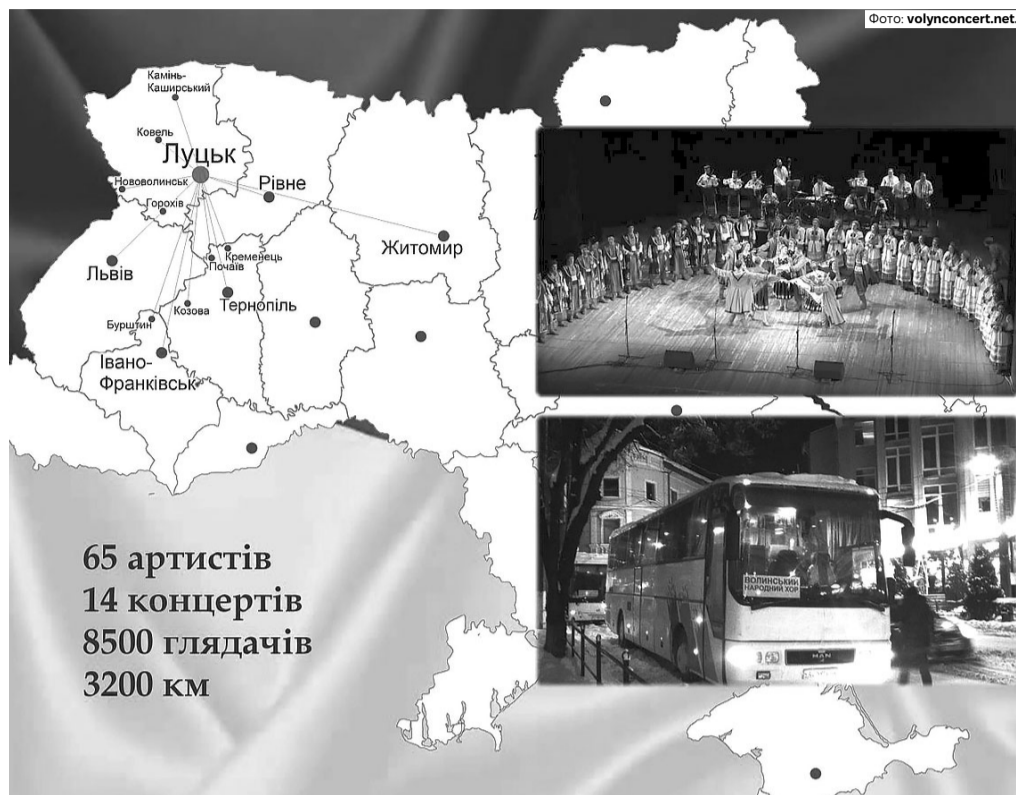 Фото: volynconcert.net.
Камінь-
Каширський
Ковель
Луцьк
Нововолинськ
Рівне
Горохів
Житомир
Кременець
Почаїв
Львів
Тернопіль
Козова
Бурштин
Івано-
Франківськ
65 артистів
14 концертів
8500 глядачів
3200 км
ВОЛИНСЬКИЙ
НАРОДНИЙ ХОР
MAN